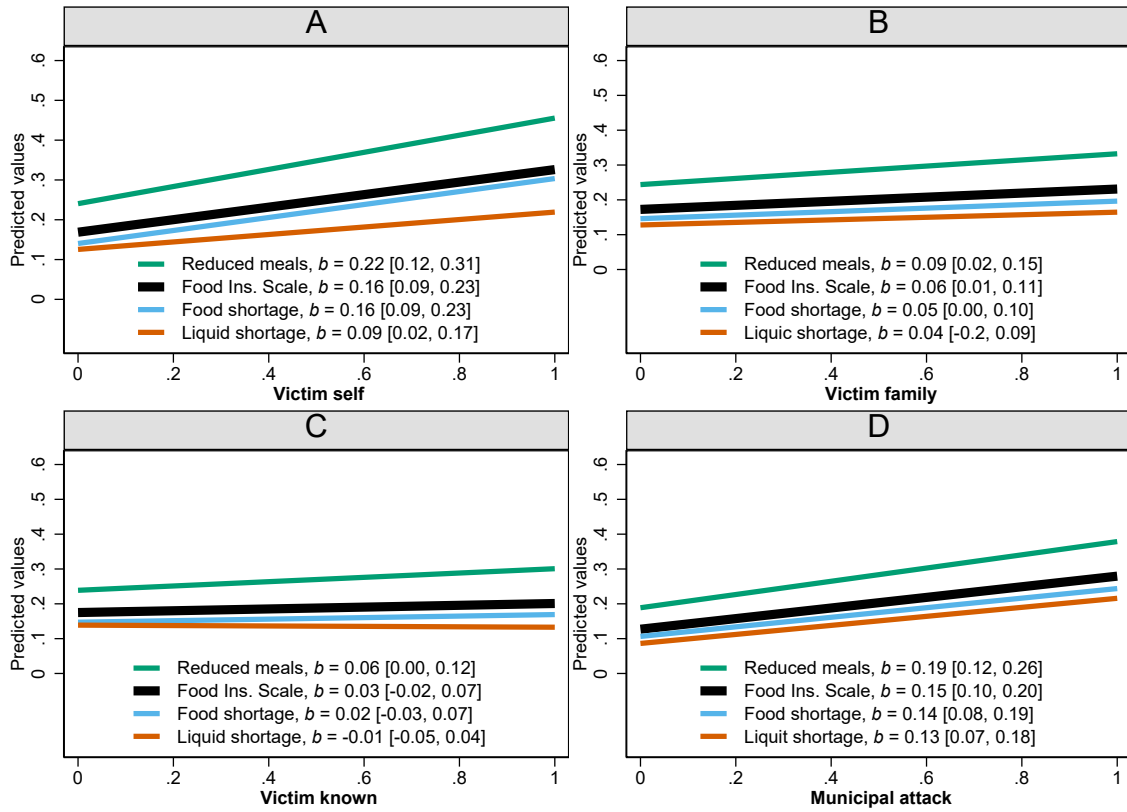 A
Predicted values
.6
.5
.4
.3
.2
.1
0
Reduced meals, b = 0.22 [0.12, 0.31]
Food Ins. Scale, b = 0.16 [0.09, 0.23]
Food shortage, b = 0.16 [0.09, 0.23]
Liquid shortage, b = 0.09 [0.02, 0.17]
0 .2 .4 .6 .8 1
Victim self
B
Predicted values
.6
.5
.4
.3
.2
.1
0
Reduced meals, b = 0.09 [0.02, 0.15]
Food Ins. Scale, b = 0.06 [0.01, 0.11]
Food shortage, b = 0.05 [0.00, 0.10]
Liquic shortage, b = 0.04 [-0.2, 0.09]
0 .2 .4 .6 .8 1
Victim family
C
Predicted values
.6
.5
.4
.3
.2
.1
0
Reduced meals, b = 0.06 [0.00, 0.12]
Food Ins. Scale, b = 0.03 [-0.02, 0.07]
Food shortage, b = 0.02 [-0.03, 0.07]
Liquid shortage, b = -0.01 [-0.05, 0.04]
0 .2 .4 .6 .8 1
Victim known
D
Predicted values
.6
.5
.4
.3
.2
.1
0
Reduced meals, b = 0.19 [0.12, 0.26]
Food Ins. Scale, b = 0.15 [0.10, 0.20]
Food shortage, b = 0.14 [0.08, 0.19]
Liquit shortage, b = 0.13 [0.07, 0.18]
0 .2 .4 .6 .8 1
Municipal attack